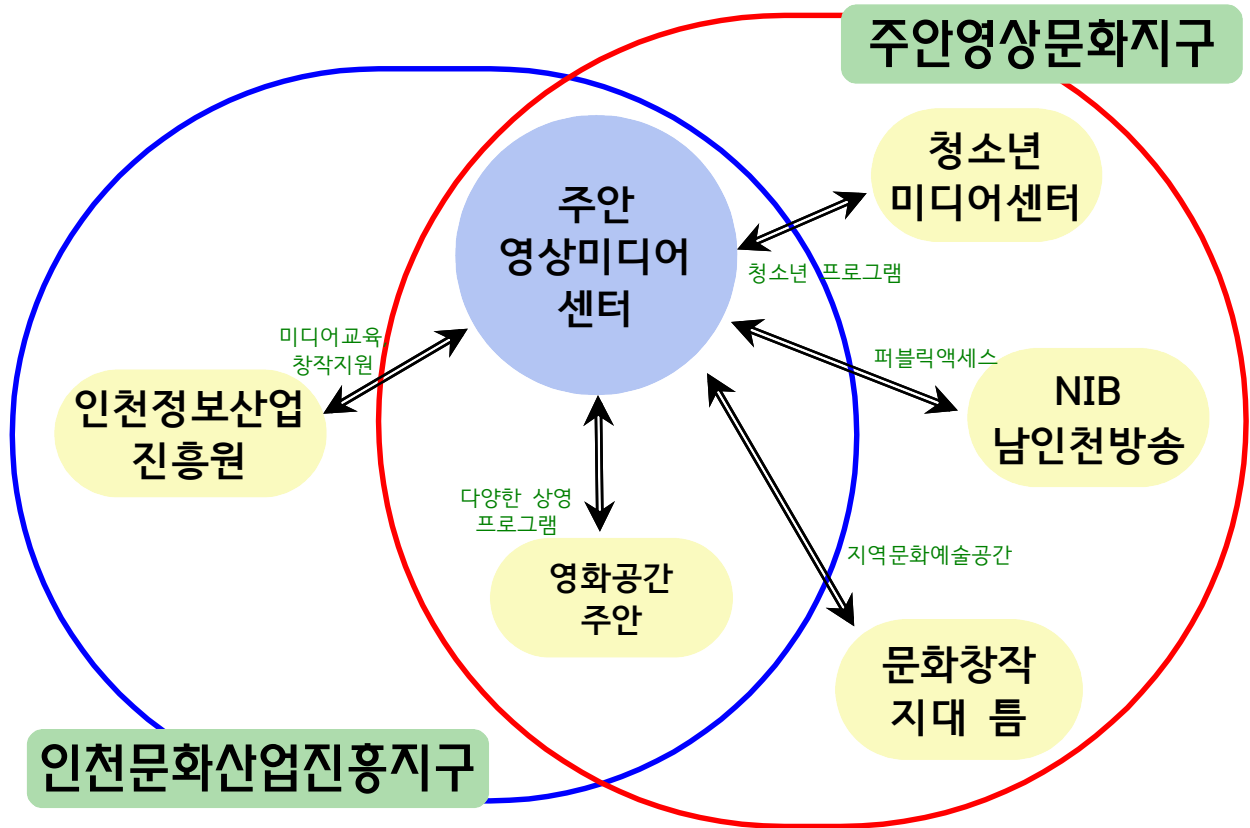 주안영상문화지구
청소년
미디어센터
주안
영상미디어
센터
청소년 프로그램
미디어교육,
창작지원
퍼블릭액세스
인천정보산업
진흥원
NIB
남인천방송
다양한 상영
프로그램
지역문화예술공간
영화공간
주안
문화창작
지대 틈
인천문화산업진흥지구